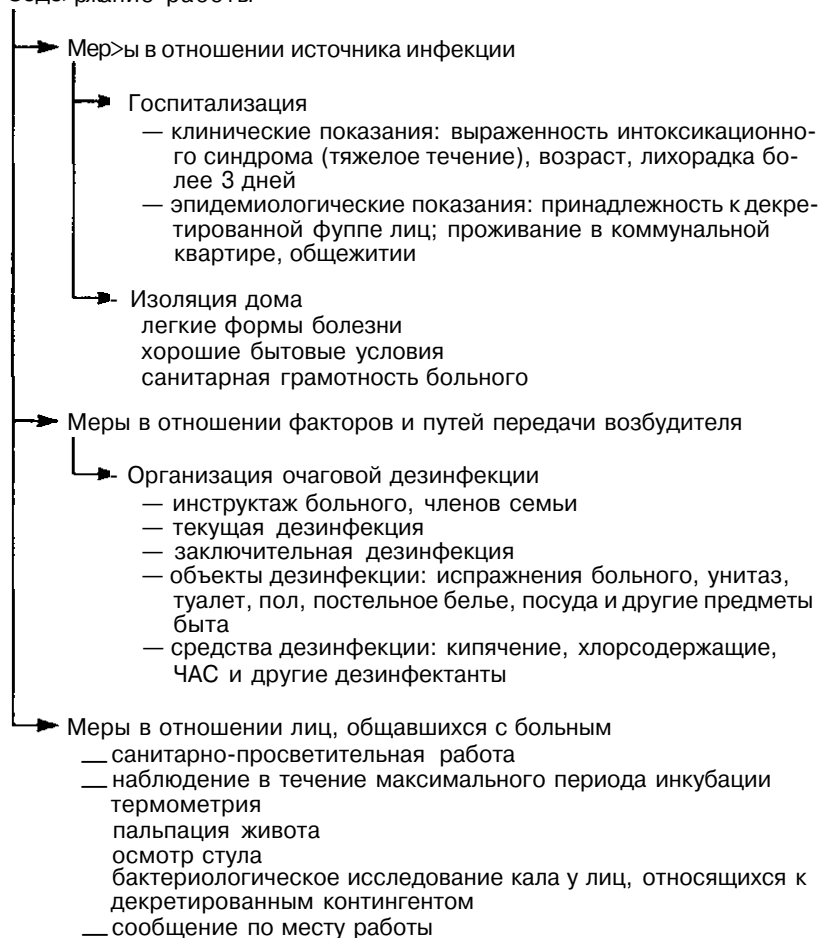 Содержание работы
Мер>ы в отношении источника инфекции
Госпитализация
— клинические показания: выраженность интоксикационно-
го синдрома (тяжелое течение), возраст, лихорадка бо-
лее 3 дней
— эпидемиологические показания: принадлежность к декре-
тированной фуппе лиц; проживание в коммунальной
квартире, общежитии
- Изоляция дома
легкие формы болезни
хорошие бытовые условия
санитарная грамотность больного
Меры в отношении факторов и путей передачи возбудителя
- Организация очаговой дезинфекции
— инструктаж больного, членов семьи
— текущая дезинфекция
— заключительная дезинфекция
— объекты дезинфекции: испражнения больного, унитаз,
туалет, пол, постельное белье, посуда и другие предметы
быта
— средства дезинфекции: кипячение, хлорсодержащие,
ЧАС и другие дезинфектанты
Меры в отношении лиц, общавшихся с больным
__ санитарно-просветительная работа
__ наблюдение в течение максимального периода инкубации
термометрия
пальпация живота
осмотр стула
бактериологическое исследование кала у лиц, относящихся к
декретированным контингентом
__ сообщение по месту работы